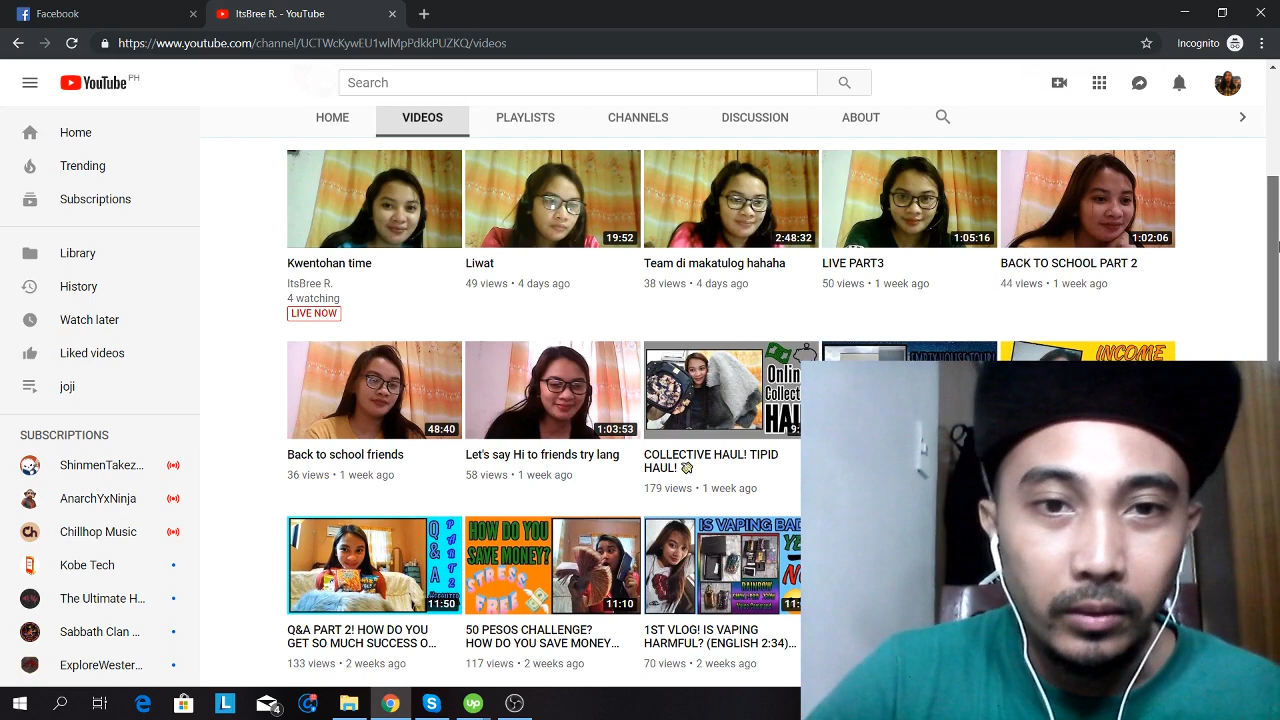 Facebook
ItsBree R. - YouTube
https://www.youtube.com/channel/UCTWcKywEU1wlMpPdkkPUZKQ/videos
Incognito
YouTube PH
Search
HOME
VIDEOS
PLAYLISTS
CHANNELS
DISCUSSION
ABOUT
Home
Trending
Subscriptions
Library
History
Watch later
Liked videos
joji
SUBSCRIPTIONS
ShinmenTakez...
AnarchYxNinja
Chillhop Music
Kobe Tech
The Ultimate H...
Sabbath Clan ...
ExploreWester...
Kwentohan time
ItsBree R.
4 watching
LIVE NOW
19:52
Liwat
49 views • 4 days ago
2:48:32
Team di makatulog hahaha
38 views • 4 days ago
1:05:16
LIVE PART3
50 views • 1 week ago
1:02:06
BACK TO SCHOOL PART 2
44 views • 1 week ago
48:40
Back to school friends
36 views • 1 week ago
1:03:53
Let's say Hi to friends try lang
58 views • 1 week ago
COLLECTIVE HAUL! TIPID
HAUL!
179 views • 1 week ago
EMPTY HOUSE TOUR!
INCOME
Q&A
PART 2
11:50
Q&A PART 2! HOW DO YOU
GET SO MUCH SUCCESS O...
133 views • 2 weeks ago
HOW DO YOU
SAVE MONEY?
STRESS
FREE
11:10
50 PESOS CHALLENGE?
HOW DO YOU SAVE MONEY...
117 views • 2 weeks ago
IS VAPING BAD
RAINBOW
1ST VLOG! IS VAPING
HARMFUL? (ENGLISH 2:34)...
70 views • 2 weeks ago
4